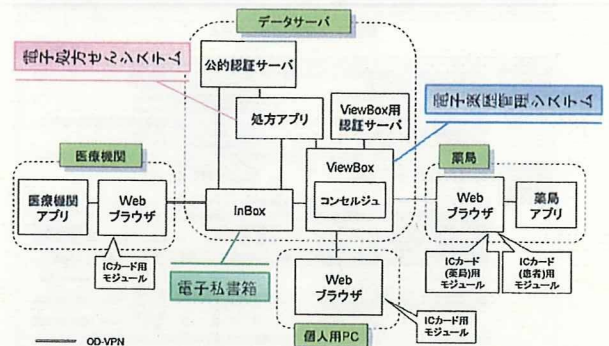 データサーバ
電子処方せんシステム
公的認証サーバ
処方アプリ
ViewBox用
認証サーバ
電子薬歴管理システム
医療機関
薬局
医療機関
アプリ
Web
ブラウザ
InBox
ViewBox
コンセルジュ
Web
ブラウザ
薬局
アプリ
ICカード用
モジュール
電子私書箱
Web
ブラウザ
ICカード
(薬局)用
モジュール
ICカード
(患者)用
モジュール
ICカード用
モジュール
個人用PC
OD-VPN